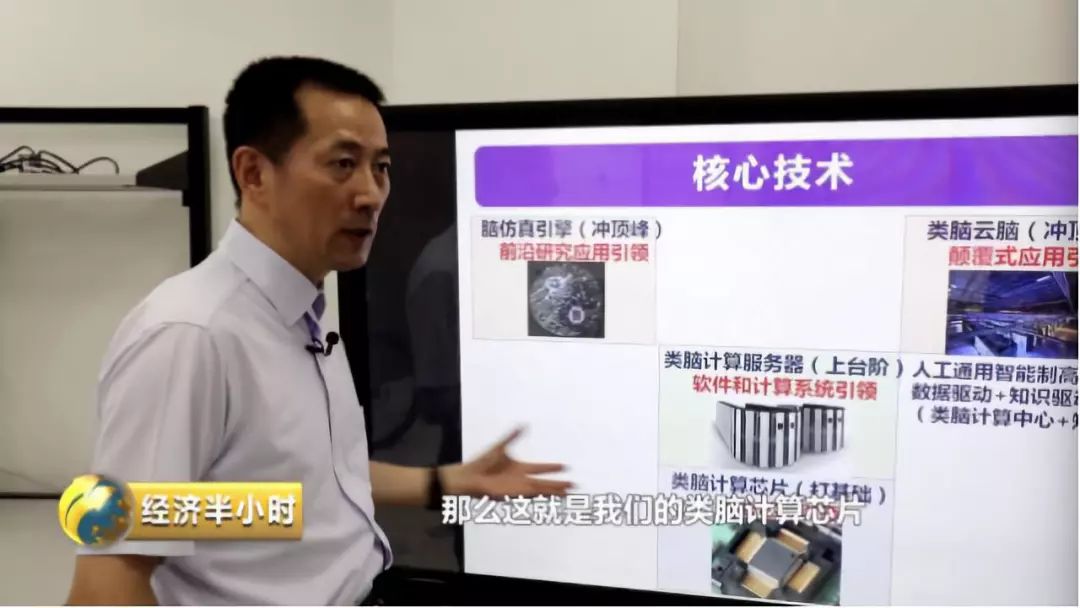 核心技术
脑仿真引擎（冲顶峰）
前沿研究应用引领
类脑云脑（冲顶
颠覆式应用引
类脑计算服务器（上台阶）
软件和计算系统引领
人工通用智能制高
数据驱动+知识驱动
（类脑计算中心+
类脑计算芯片（打基础）
那么这就是我们的类脑计算芯片
经济半小时